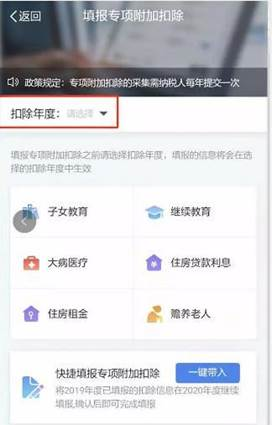 返回
填报专项附加扣除
政策规定：专项附加扣除的采集需纳税人每年提交一次
扣除年度： 请选择
填报专项附加扣除之前请选择扣除年度，填报的信息将会在选
择的扣除年度中生效
子女教育
继续教育
大病医疗
住房贷款利息
住房租金
赡养老人
快捷填报专项附加扣除
一键带入
将2019年度已填报的扣除信息在2020年度继续
填报,确认后即可完成填报